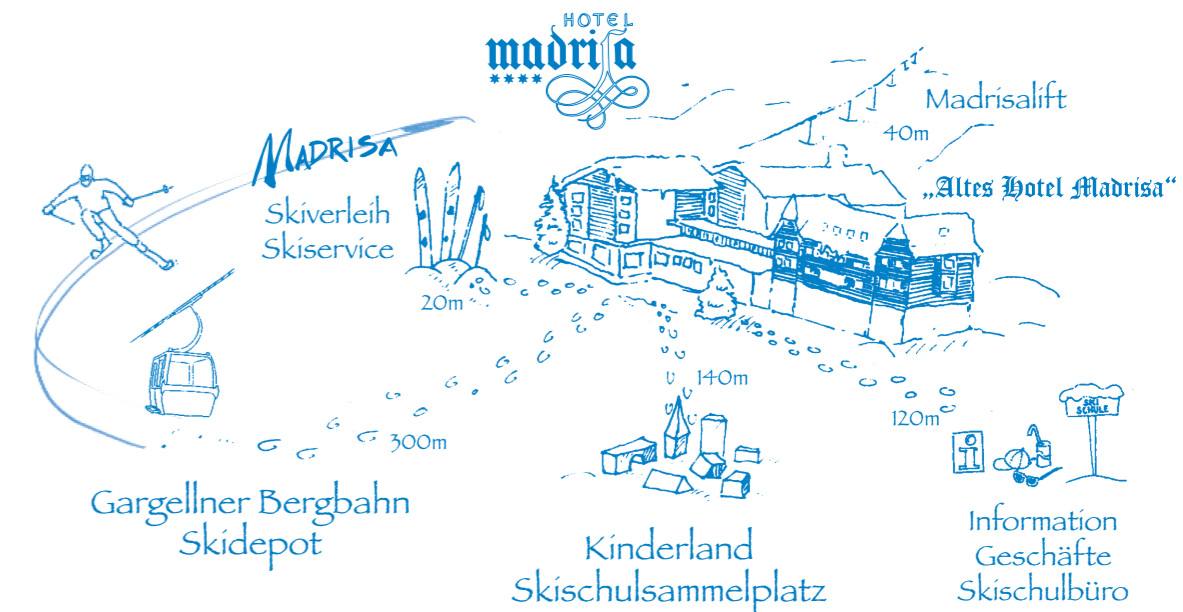 HOTEL
madrisa
Madrisalift
40m
MADRISA
„Altes Hotel Madrisa“
Skiverleih
Skiservice
20m
140m
SKI
SCHULE
120m
300m
i
Gargellner Bergbahn
Skidepot
Kinderland
Skischulsammelplatz
Information
Geschäfte
Skischulbüro